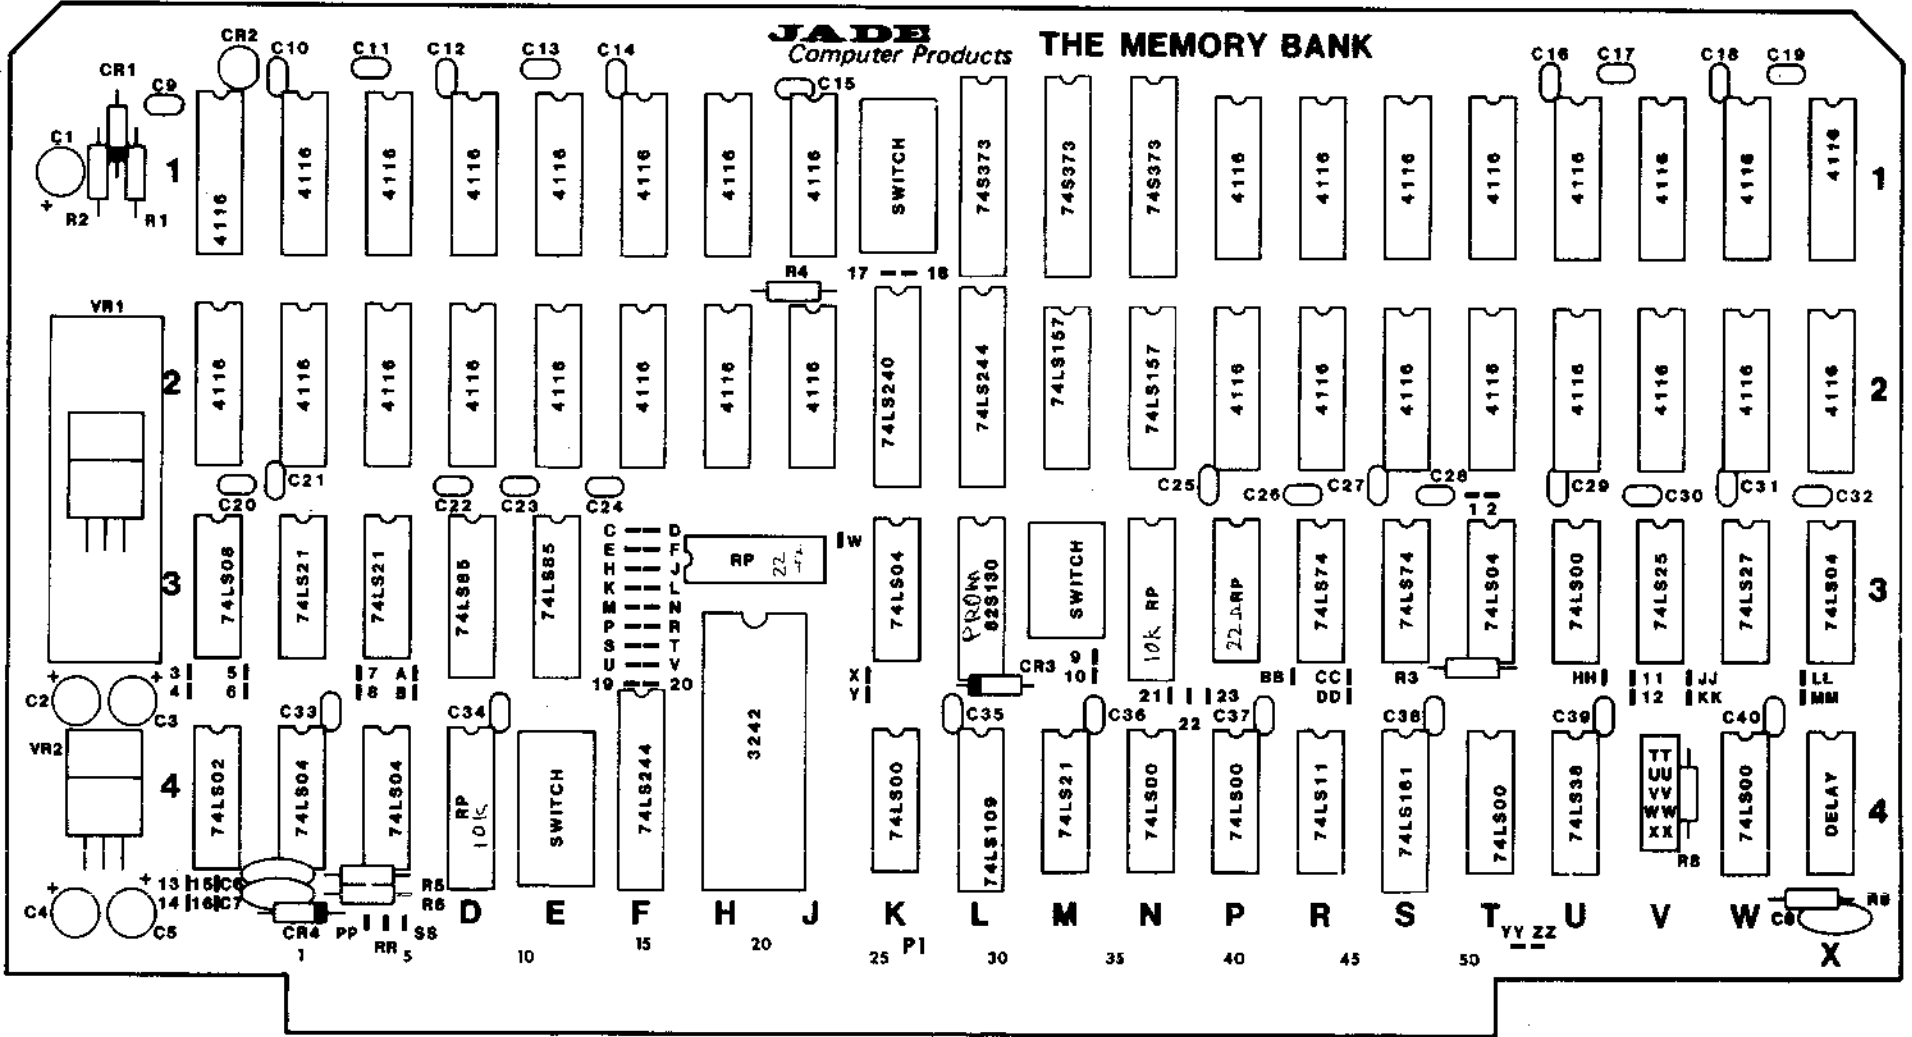 JADE
Computer Products
THE MEMORY BANK
CR2 C10 C11 C12 C13 C14 C15 C16 C17 C18 C19
CR1 C9
C1
+ R2 R1
1 4116 4116 4116 4116 4116 4116 4116 4116 SWITCH 74S373 74S373 74S373 4116 4116 4116 4116 4116 4116 4116 4116 1
R4 17 18
VR1
2 4116 4116 4116 4116 4116 4116 4116 4116 74LS240 74LS244 74LS157 74LS157 4116 4116 4116 4116 4116 4116 4116 4116 2
C20 C21 C22 C23 C24 C25 C26 C27 C28 C29 C30 C31 C32
1 2
3 74LS08 74LS21 74LS21 74LS85 74LS85 RP 22 74LS04 PROM 82S130 SWITCH 10K RP 22Ω RP 74LS74 74LS74 74LS04 74LS00 74LS25 74LS27 74LS04 3
C D W
E F
H J
K L
M N
P R
S T
U V
19 20
3 5 7 A X CR3 9 BB CC R3 HH 11 JJ LL
4 6 8 B Y 10 21 23 DD 12 KK MM
22
+ + C2 C3 C33 C34 C35 C36 C37 C38 C39 C40
VR2
4 74LS02 74LS04 74LS04 RP 10K SWITCH 74LS244 3242 74LS00 74LS109 74LS21 74LS00 74LS00 74LS11 74LS161 74LS00 74LS38 TT UU VV WW XX R8 74LS00 DELAY 4
+ + 13 15 C6 R5
14 16 C7 R6
C4 C5 CR4 PP RR SS
D E F H J K L M N P R S T U V W X
YY ZZ C8
P1
1 5 10 15 20 25 30 35 40 45 50